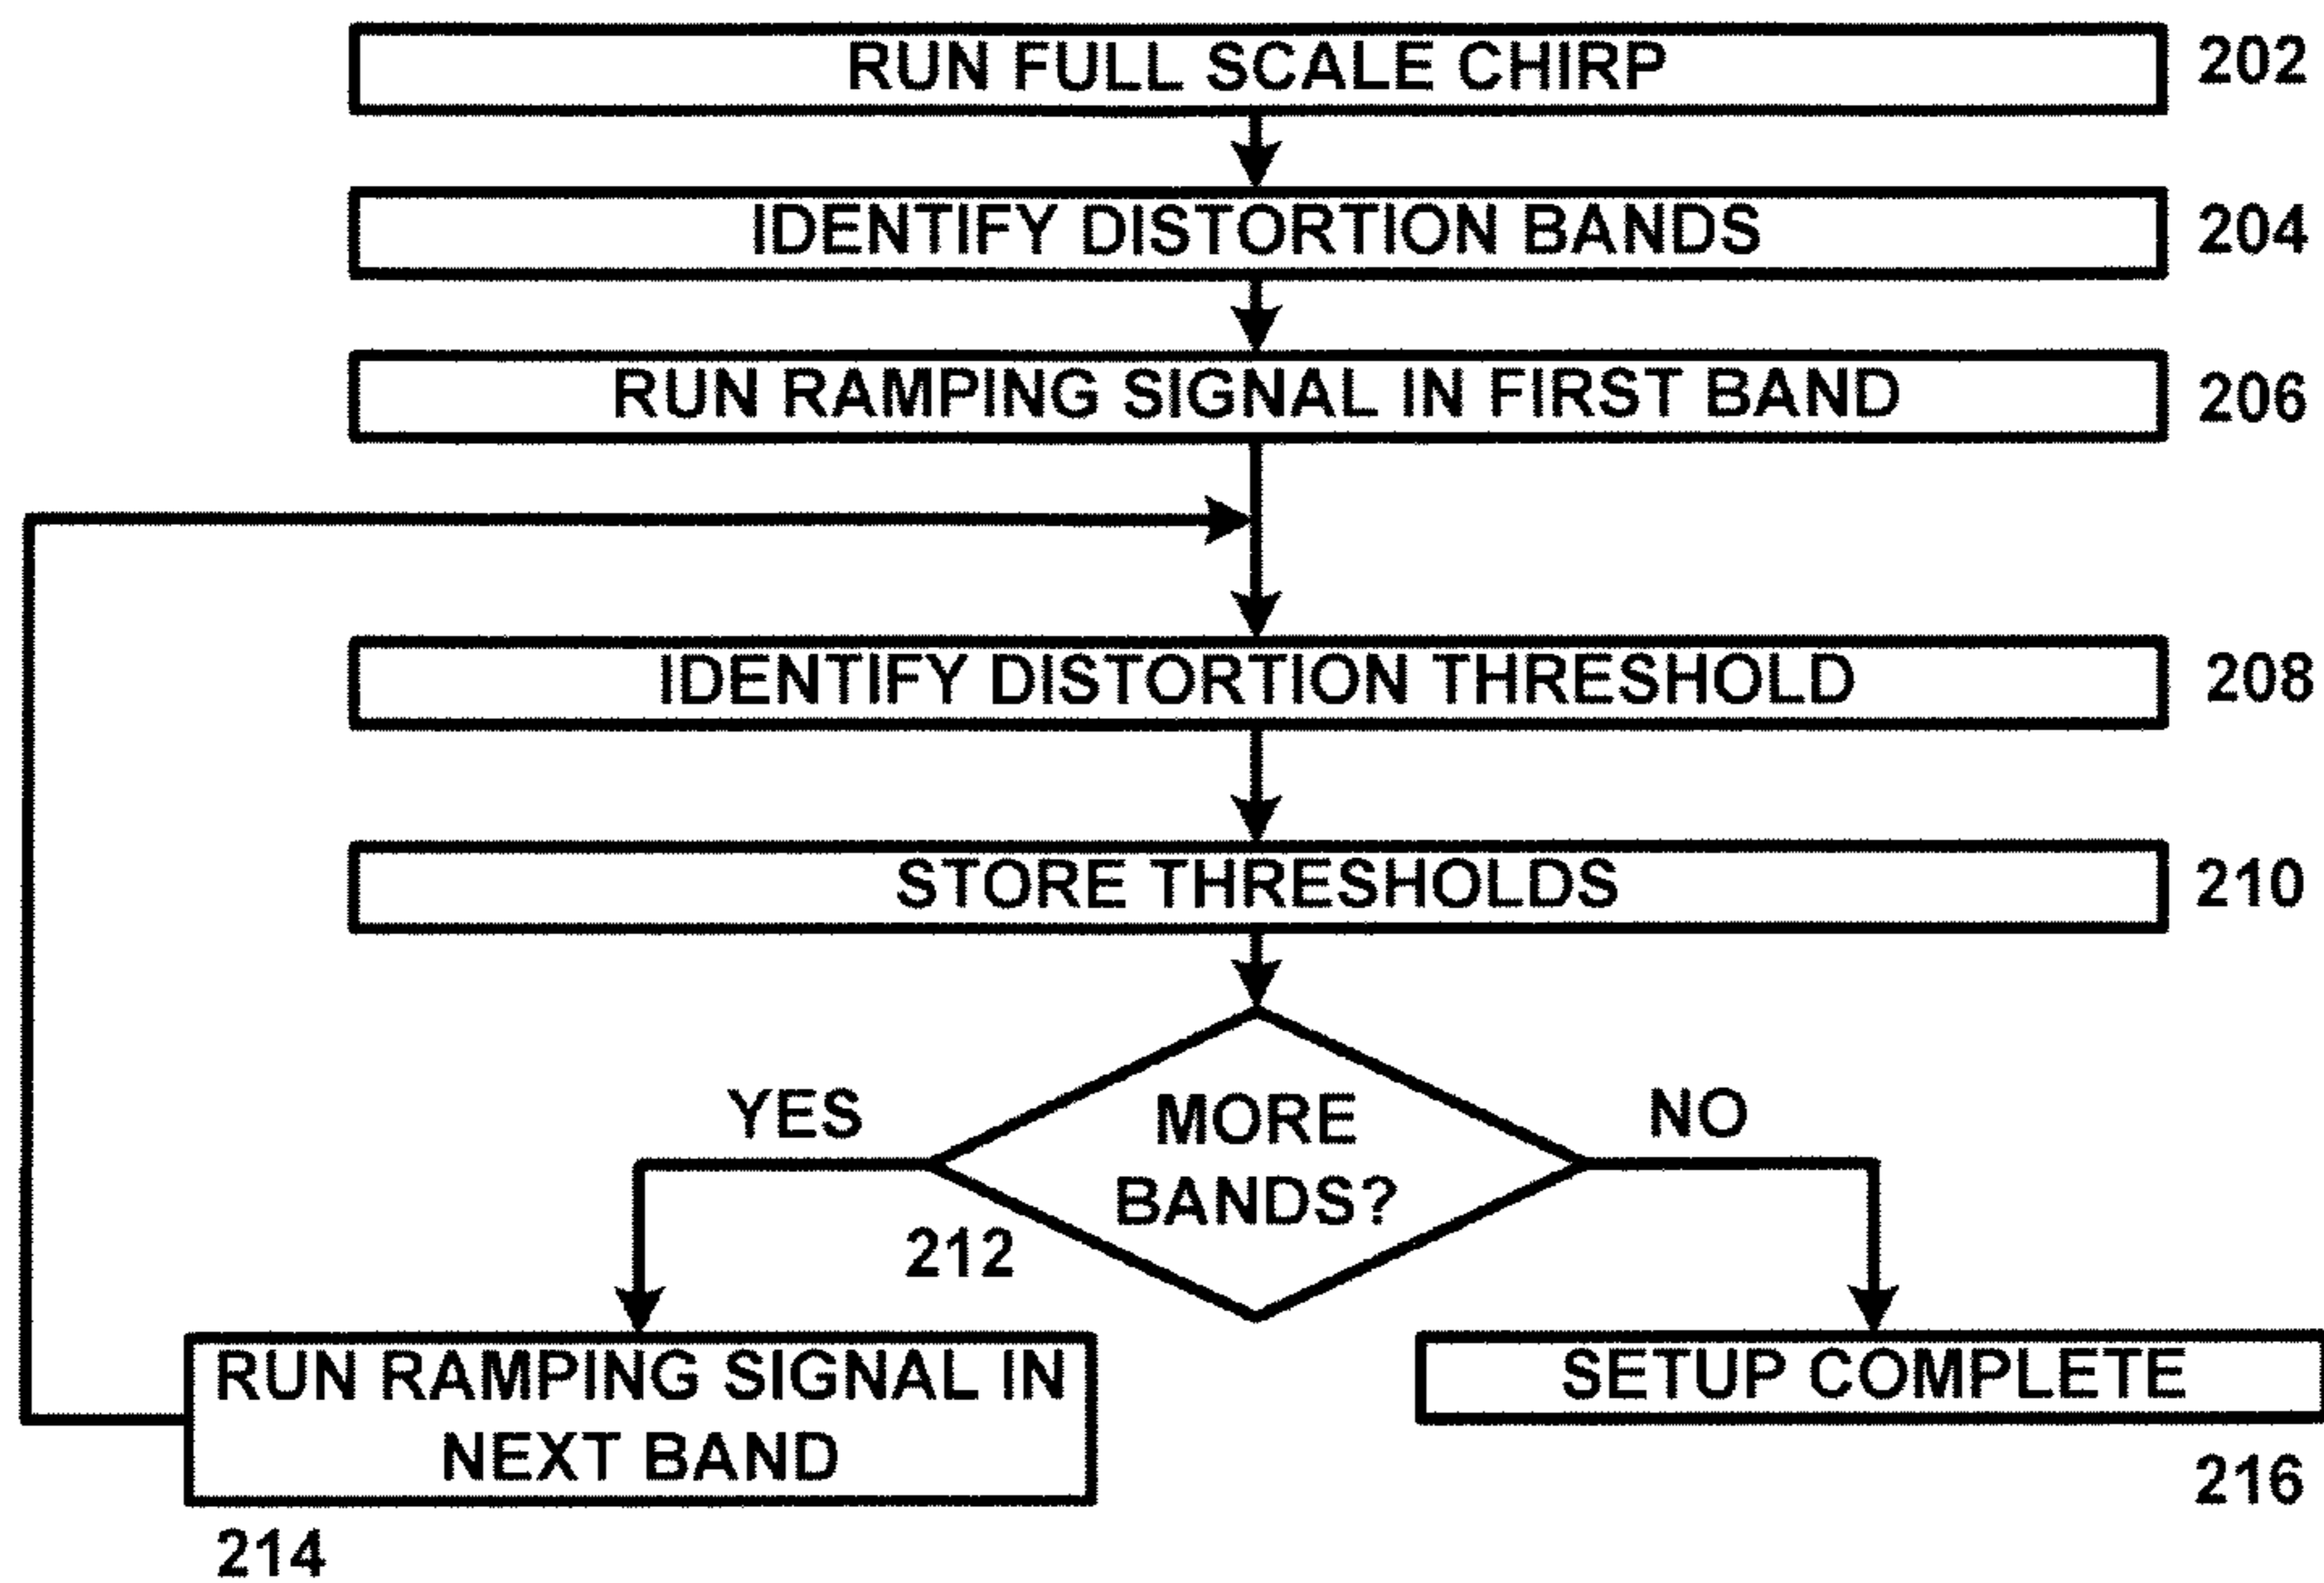 RUN FULL SCALE CHIRP 202
IDENTIFY DISTORTION BANDS 204
RUN RAMPING SIGNAL IN FIRST BAND 206
IDENTIFY DISTORTION THRESHOLD 208
STORE THRESHOLDS 210
YES
MORE
BANDS?
NO
212
RUN RAMPING SIGNAL IN
NEXT BAND
214
SETUP COMPLETE
216